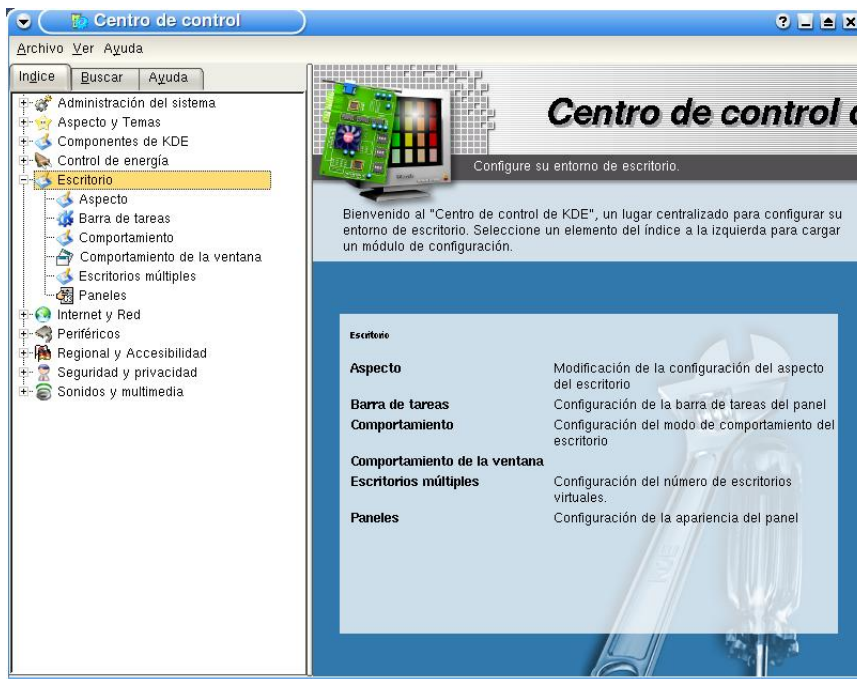 Centro de control
Archivo Ver Ayuda
Indice Buscar Ayuda
Administración del sistema
Aspecto y Temas
Componentes de KDE
Control de energía
Escritorio
Aspecto
Barra de tareas
Comportamiento
Comportamiento de la ventana
Escritorios múltiples
Paneles
Internet y Red
Periféricos
Regional y Accesibilidad
Seguridad y privacidad
Sonidos y multimedia
Centro de control
Configure su entorno de escritorio.
Bienvenido al "Centro de control de KDE", un lugar centralizado para configurar su
entorno de escritorio. Seleccione un elemento del índice a la izquierda para cargar
un módulo de configuración.
Escritorio
Aspecto Modificación de la configuración del aspecto
del escritorio
Barra de tareas Configuración de la barra de tareas del panel
Comportamiento Configuración del modo de comportamiento del
escritorio
Comportamiento de la ventana
Escritorios múltiples Configuración del número de escritorios
virtuales.
Paneles Configuración de la apariencia del panel
KDE